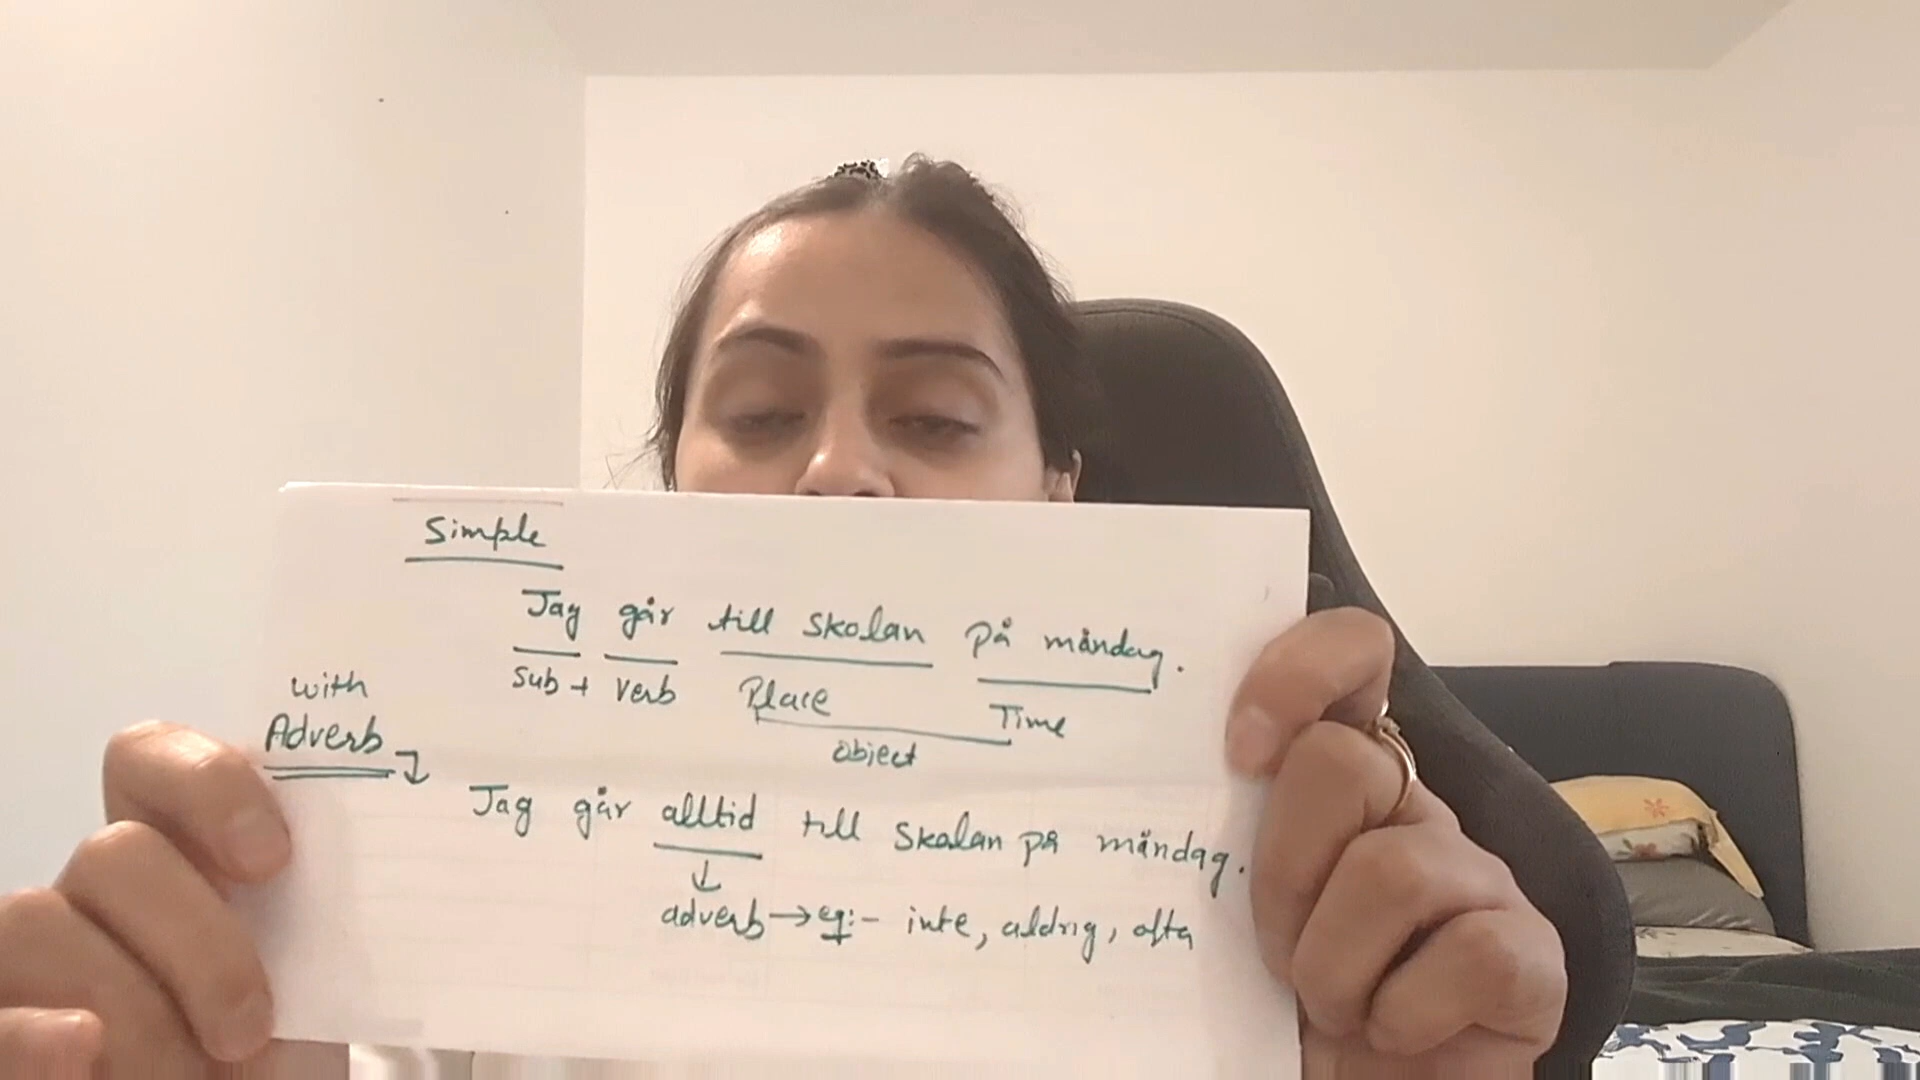 Simple
Jag går till skolan på måndag.
Sub + Verb Place Time
object
with
Adverb
Jag går alltid till skolan på måndag.
adverb → eg:- inte, aldrig, ofta